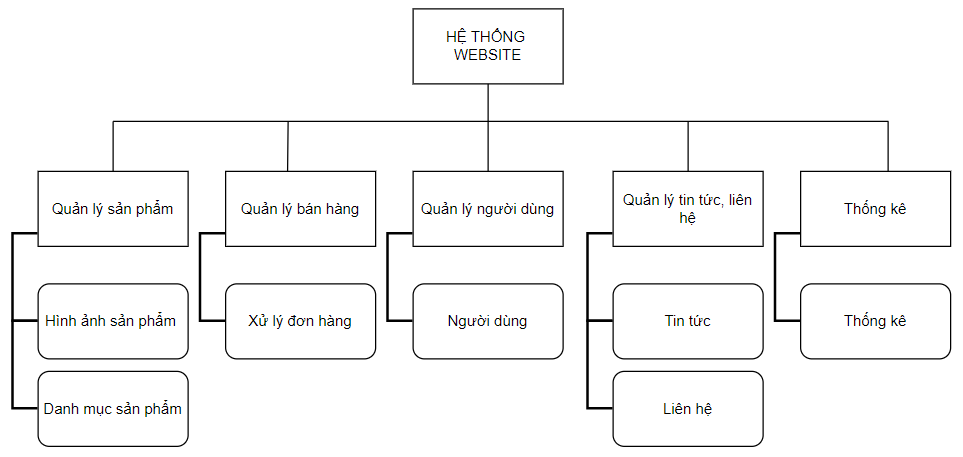 HỆ THỐNG
WEBSITE
Quản lý sản phẩm
Quản lý bán hàng
Quản lý người dùng
Quản lý tin tức, liên
hệ
Thống kê
Hình ảnh sản phẩm
Xử lý đơn hàng
Người dùng
Tin tức
Thống kê
Danh mục sản phẩm
Liên hệ